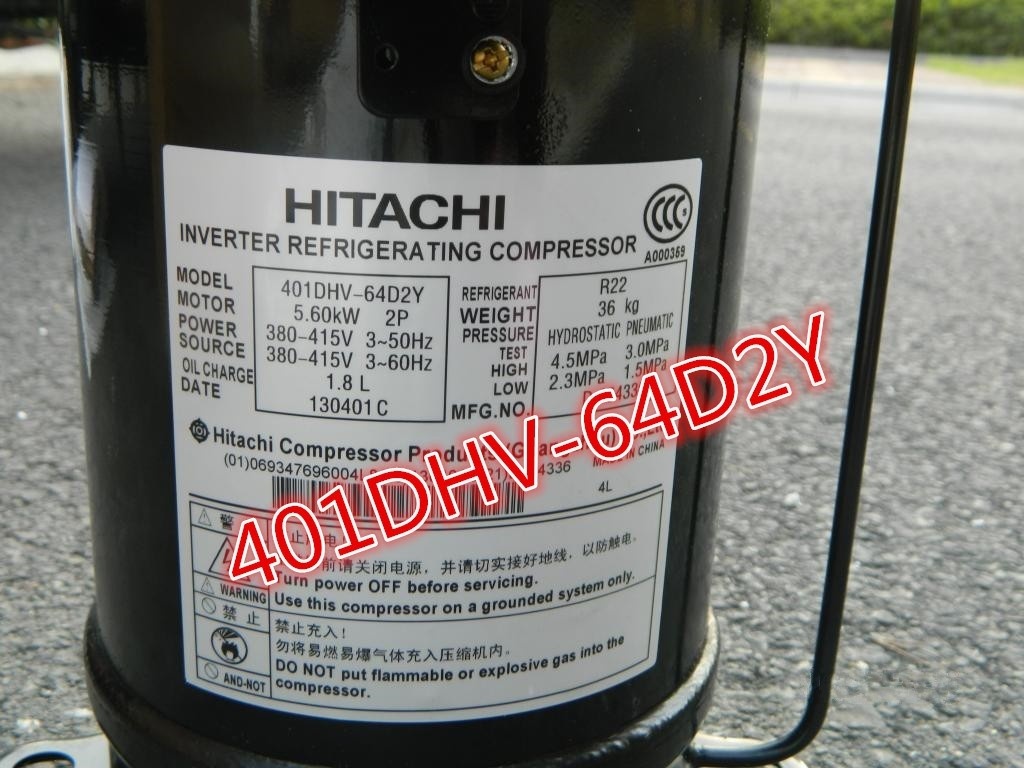 HITACHI
INVERTER REFRIGERATING COMPRESSOR
A000359
MODEL 401DHV-64D2Y
MOTOR 5.60kW 2P
POWER 380-415V 3~50Hz
SOURCE 380-415V 3~60Hz
OIL CHARGE 1.8 L
DATE 130401C
REFRIGERANT R22
WEIGHT 36 kg
PRESSURE HYDROSTATIC PNEUMATIC
TEST
HIGH 4.5MPa 3.0MPa
LOW 2.3MPa 1.5MPa
MFG.NO.
401DHV-64D2Y
Hitachi Compressor
CHINA
4L
警
前请关闭电源，并请切实接好地线，以防触电。
Turn power OFF before servicing.
WARNING
Use this compressor on a grounded system only.
禁止
禁止充入！
勿将易燃易爆气体充入压缩机内。
DO NOT put flammable or explosive gas into the
AND-NOT
compressor.